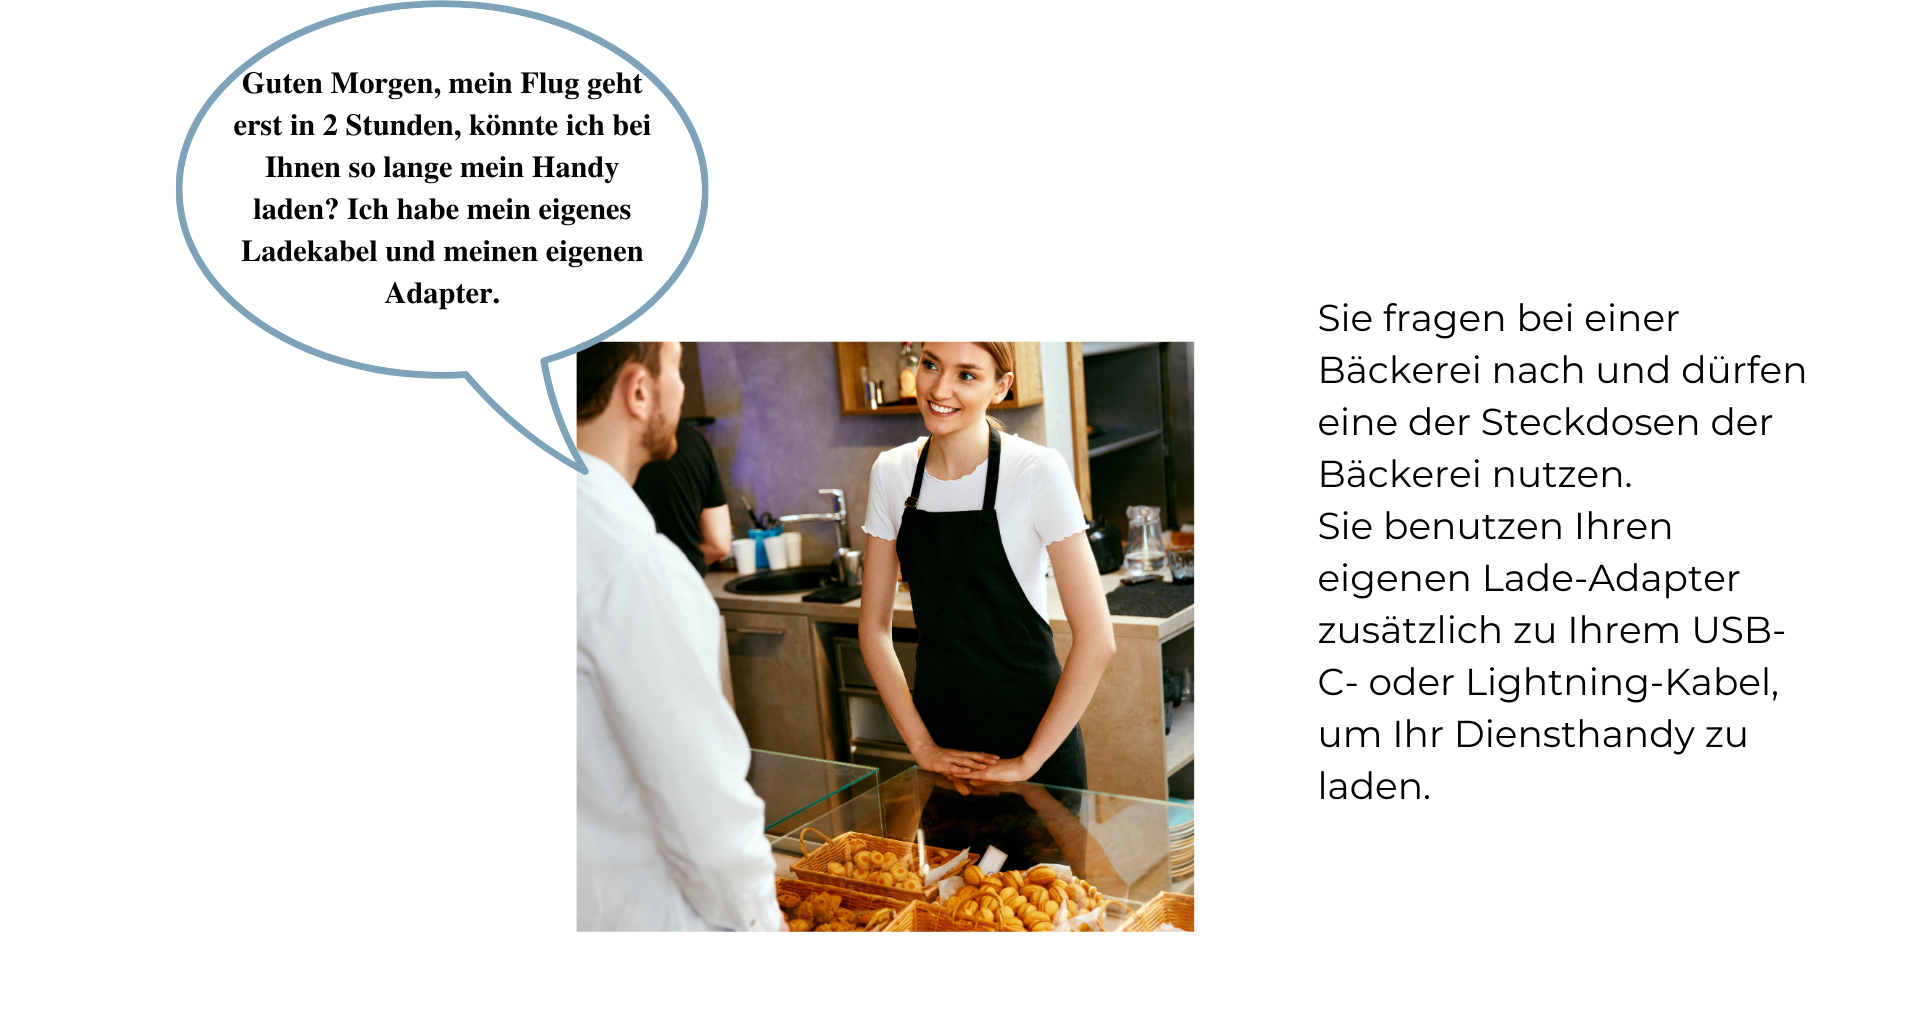 Guten Morgen, mein Flug geht
erst in 2 Stunden, könnte ich bei
Ihnen so lange mein Handy
laden? Ich habe mein eigenes
Ladekabel und meinen eigenen
Adapter.
Sie fragen bei einer
Bäckerei nach und dürfen
eine der Steckdosen der
Bäckerei nutzen.
Sie benutzen Ihren
eigenen Lade-Adapter
zusätzlich zu Ihrem USB-
C- oder Lightning-Kabel,
um Ihr Diensthandy zu
laden.